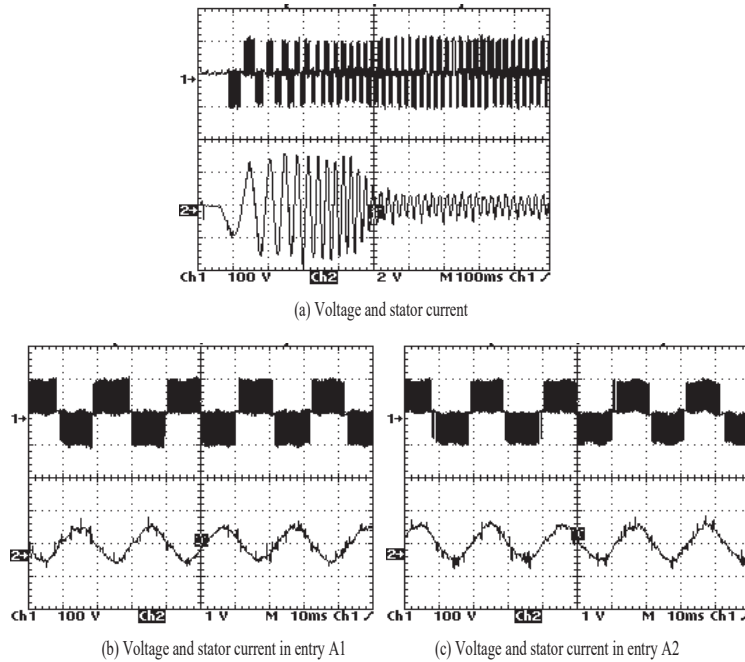 1→
2→
Ch1 100 V Ch2 2 V M 100ms Ch1
(a) Voltage and stator current
1→
2→
Ch1 100 V Ch2 1 V M 10ms Ch1
1→
2→
Ch1 100 V Ch2 1 V M 10ms Ch1
(b) Voltage and stator current in entry A1
(c) Voltage and stator current in entry A2